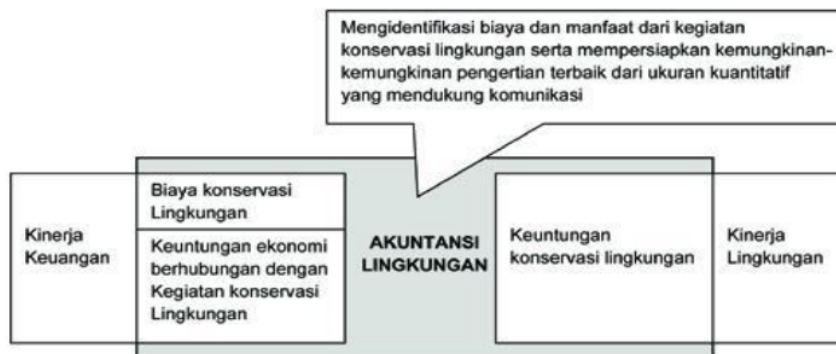 Mengidentifikasi biaya dan manfaat dari kegiatan
konservasi lingkungan serta mempersiapkan kemungkinan-
kemungkinan pengertian terbaik dari ukuran kuantitatif
yang mendukung komunikasi
Kinerja
Keuangan
Biaya konservasi
Lingkungan
Keuntungan ekonomi
berhubungan dengan
Kegiatan konservasi
Lingkungan
AKUNTANSI
LINGKUNGAN
Keuntungan
konservasi lingkungan
Kinerja
Lingkungan